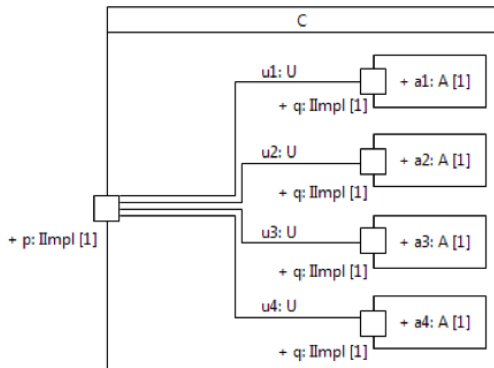 C
u1: U
+ a1: A [1]
+ q: IImpl [1]
u2: U
+ a2: A [1]
+ q: IImpl [1]
+ p: IImpl [1]
u3: U
+ a3: A [1]
+ q: IImpl [1]
u4: U
+ a4: A [1]
+ q: IImpl [1]